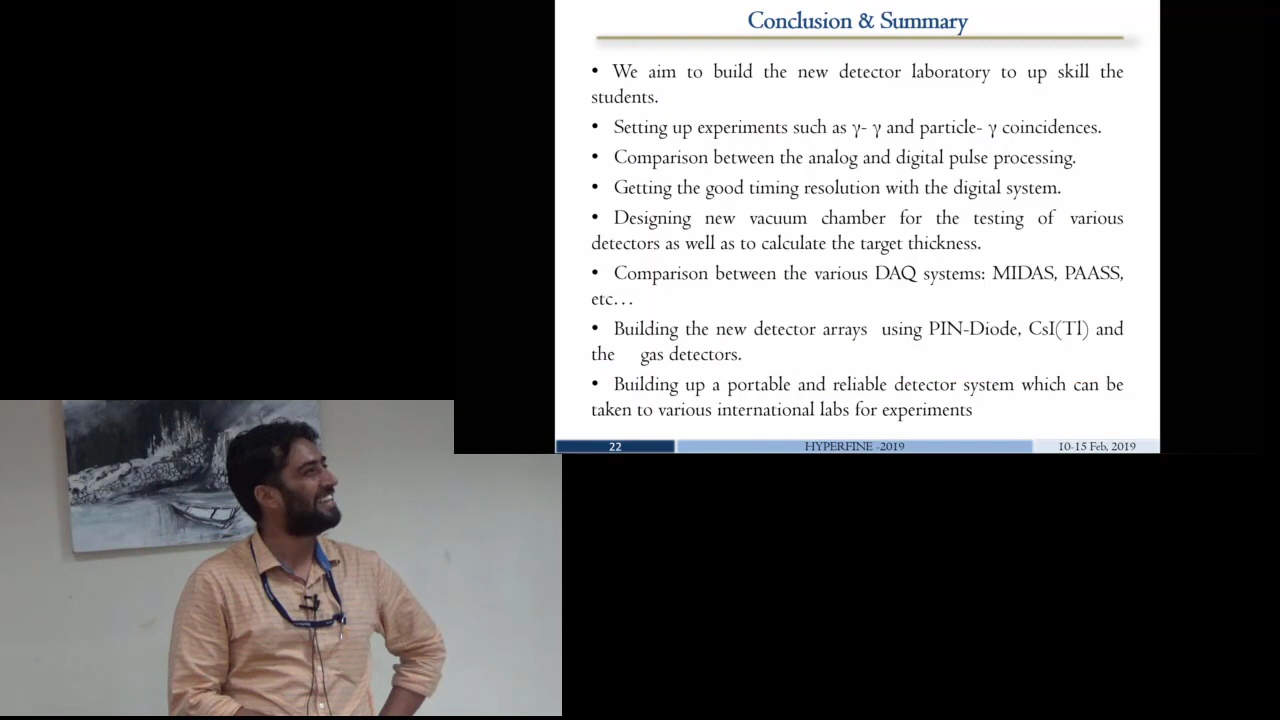 Conclusion & Summary
• We aim to build the new detector laboratory to up skill the
students.
• Setting up experiments such as γ- γ and particle- γ coincidences.
• Comparison between the analog and digital pulse processing.
• Getting the good timing resolution with the digital system.
• Designing new vacuum chamber for the testing of various
detectors as well as to calculate the target thickness.
• Comparison between the various DAQ systems: MIDAS, PAASS,
etc…
• Building the new detector arrays using PIN-Diode, CsI(Tl) and
the gas detectors.
• Building up a portable and reliable detector system which can be
taken to various international labs for experiments
22 HYPERFINE -2019 10-15 Feb, 2019